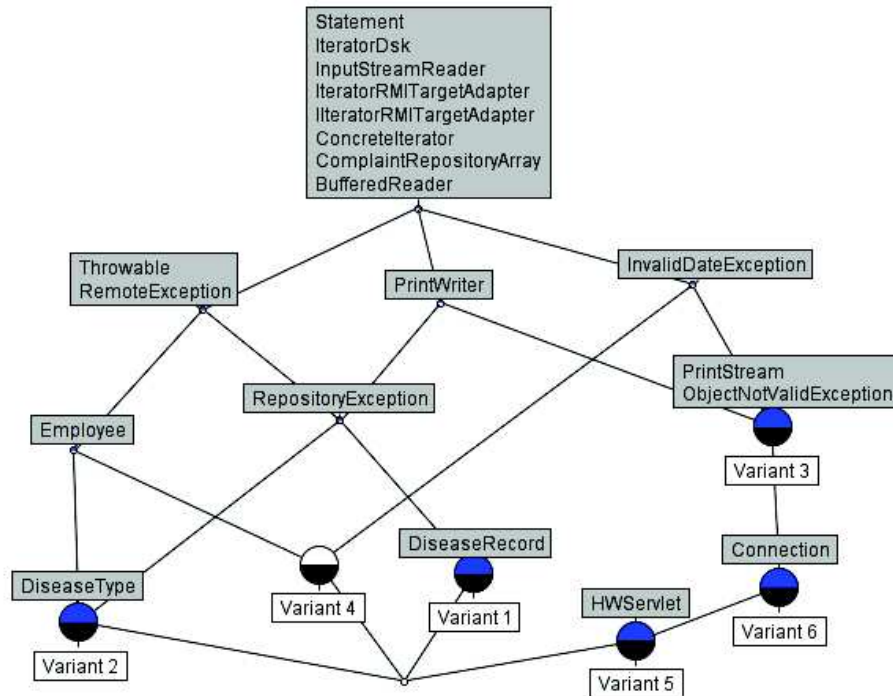 Statement
IteratorDsk
InputStreamReader
IteratorRMITargetAdapter
IIteratorRMITargetAdapter
ConcreteIterator
ComplaintRepositoryArray
BufferedReader
Throwable
RemoteException
PrintWriter
InvalidDateException
PrintStream
ObjectNotValidException
RepositoryException
Employee
Variant 3
DiseaseRecord
Connection
DiseaseType
Variant 4
Variant 1
HWServlet
Variant 6
Variant 2
Variant 5